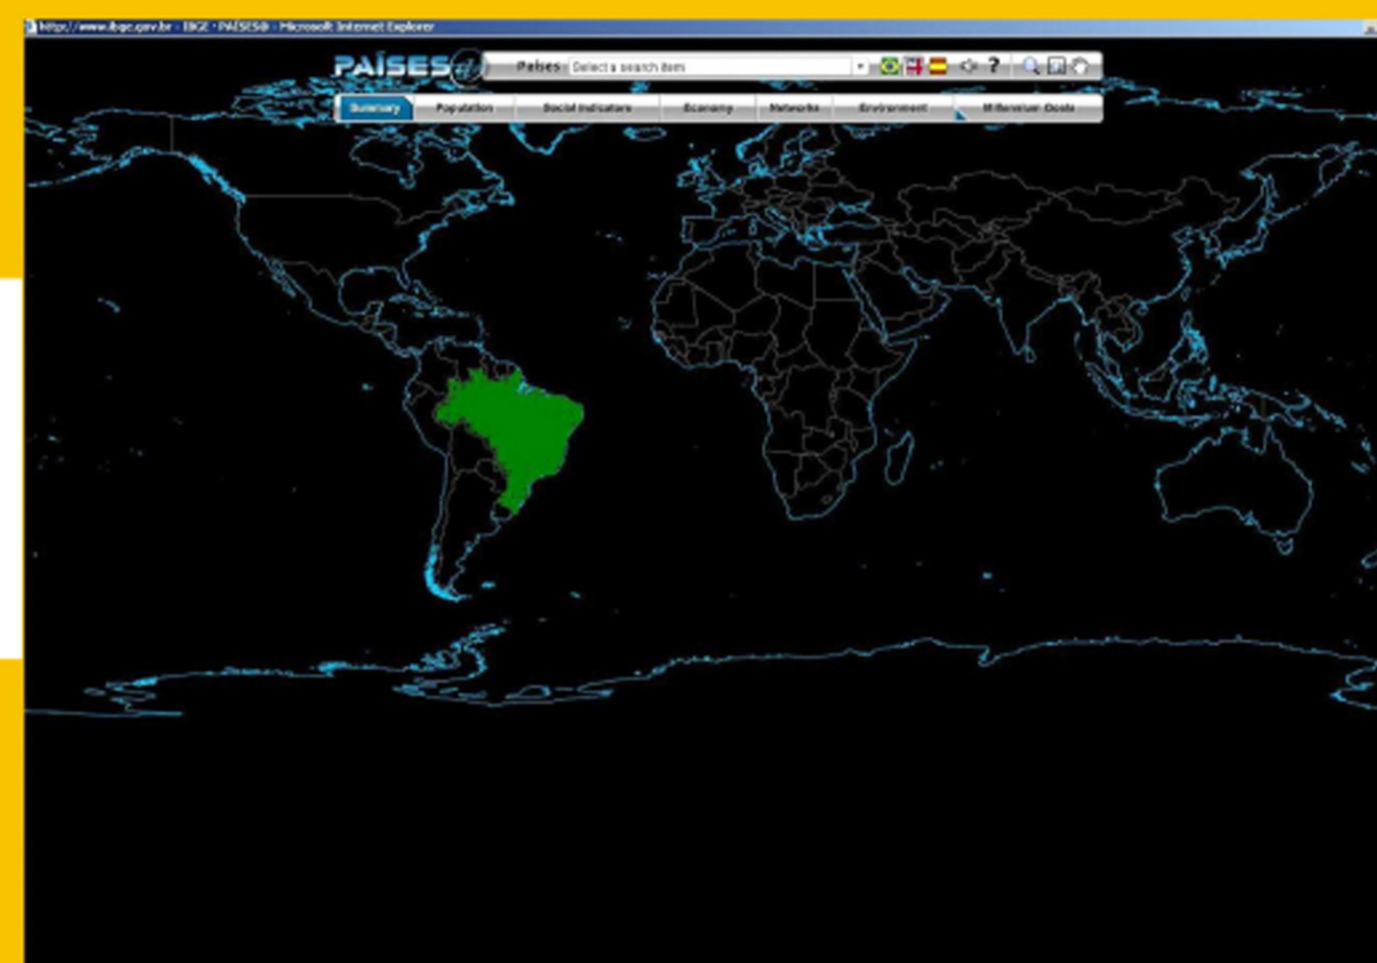 http://www.ibge.gov.br - IBGE - PAÍSES@ - Microsoft Internet Explorer
PAÍSES@ Países Select a search item ?
Summary Population Social Indicators Economy Networks Environment Millennium Goals